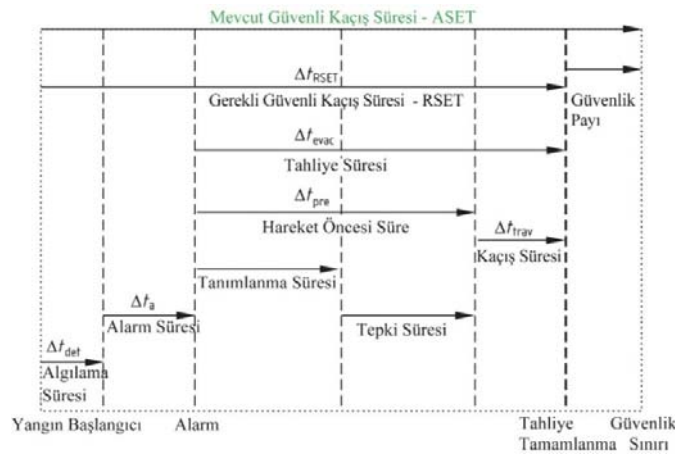 Mevcut Güvenli Kaçış Süresi - ASET
Δt_RSET
Gerekli Güvenli Kaçış Süresi - RSET
Güvenlik
Payı
Δt_evac
Tahliye Süresi
Δt_pre
Hareket Öncesi Süre
Δt_trav
Kaçış Süresi
Tanımlanma Süresi
Δt_a
Alarm Süresi
Tepki Süresi
Δt_det
Algılama
Süresi
Yangın Başlangıcı Alarm Tahliye Güvenlik
Tamamlanma Sınırı